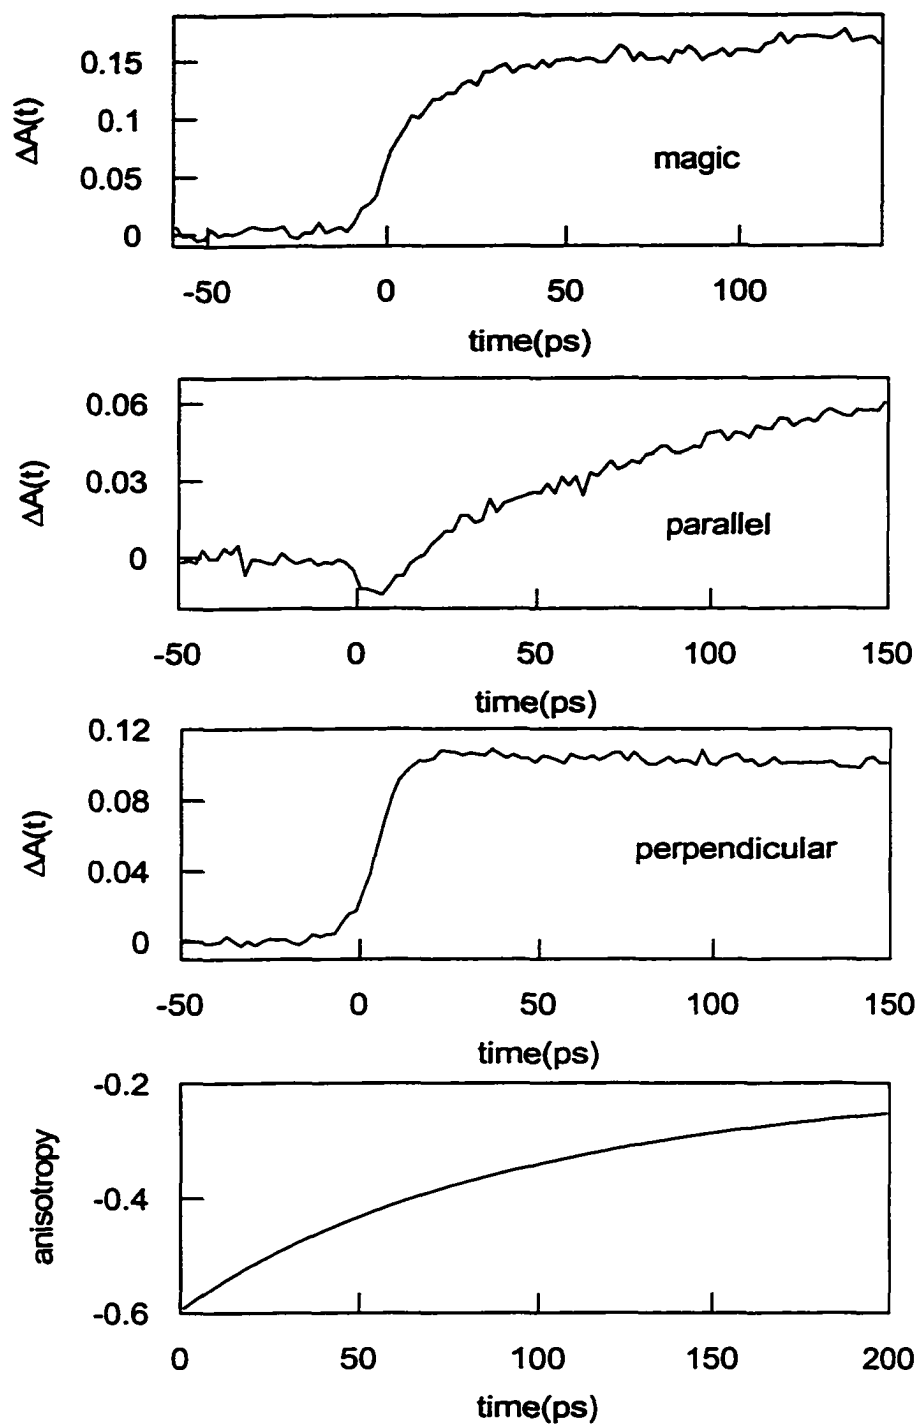 0.15
0.1
0.05
0
ΔA(t)
magic
-50 0 50 100
time(ps)
0.06
0.03
0
ΔA(t)
parallel
-50 0 50 100 150
time(ps)
0.12
0.08
0.04
0
ΔA(t)
perpendicular
-50 0 50 100 150
time(ps)
-0.2
-0.4
-0.6
anisotropy
0 50 100 150 200
time(ps)